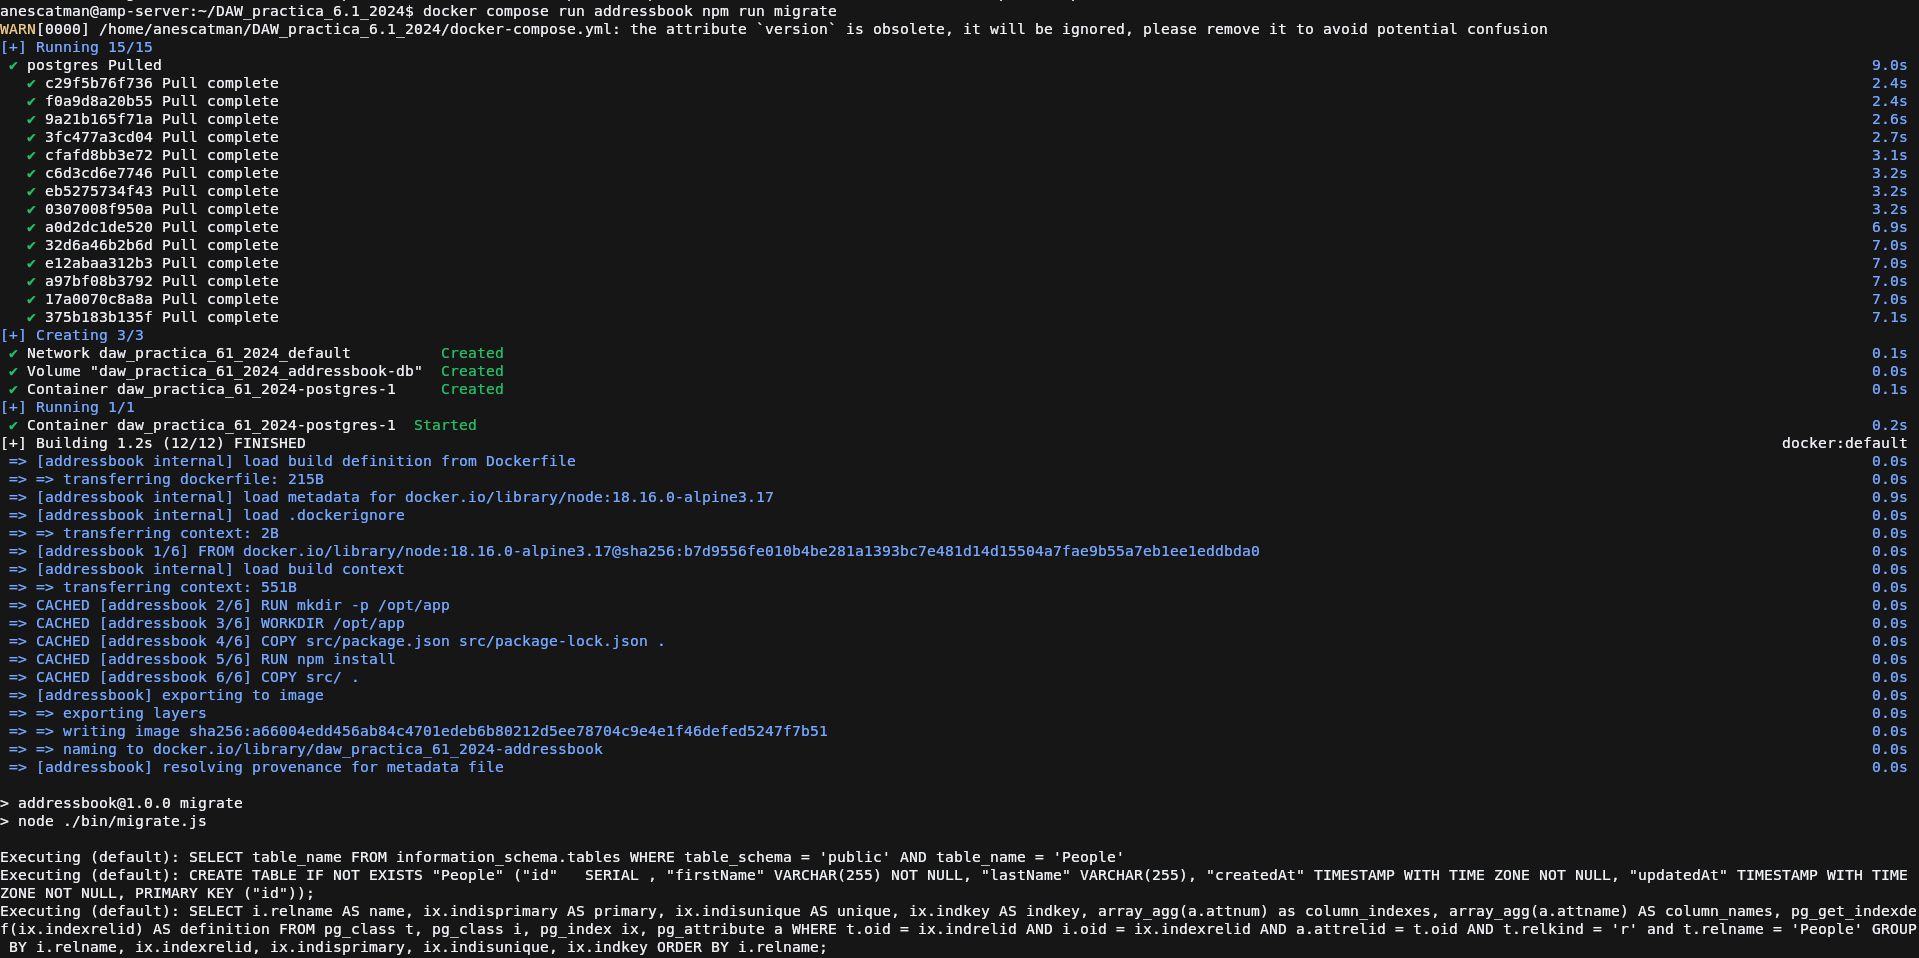 anescatman@amp-server:~/DAW_practica_6.1_2024$ docker compose run addressbook npm run migrate
WARN[0000] /home/anescatman/DAW_practica_6.1_2024/docker-compose.yml: the attribute `version` is obsolete, it will be ignored, please remove it to avoid potential confusion
[+] Running 15/15
✔ postgres Pulled 9.0s
✔ c29f5b76f736 Pull complete 2.4s
✔ f0a9d8a20b55 Pull complete 2.4s
✔ 9a21b165f71a Pull complete 2.6s
✔ 3fc477a3cd04 Pull complete 2.7s
✔ cfafd8bb3e72 Pull complete 3.1s
✔ c6d3cd6e7746 Pull complete 3.2s
✔ eb5275734f43 Pull complete 3.2s
✔ 0307008f950a Pull complete 3.2s
✔ a0d2dc1de520 Pull complete 6.9s
✔ 32d6a46b2b6d Pull complete 7.0s
✔ e12abaa312b3 Pull complete 7.0s
✔ a97bf08b3792 Pull complete 7.0s
✔ 17a0070c8a8a Pull complete 7.0s
✔ 375b183b135f Pull complete 7.1s
[+] Creating 3/3
✔ Network daw_practica_61_2024_default Created 0.1s
✔ Volume "daw_practica_61_2024_addressbook-db" Created 0.0s
✔ Container daw_practica_61_2024-postgres-1 Created 0.1s
[+] Running 1/1
✔ Container daw_practica_61_2024-postgres-1 Started 0.2s
[+] Building 1.2s (12/12) FINISHED docker:default
=> [addressbook internal] load build definition from Dockerfile 0.0s
=> => transferring dockerfile: 215B 0.0s
=> [addressbook internal] load metadata for docker.io/library/node:18.16.0-alpine3.17 0.9s
=> [addressbook internal] load .dockerignore 0.0s
=> => transferring context: 2B 0.0s
=> [addressbook 1/6] FROM docker.io/library/node:18.16.0-alpine3.17@sha256:b7d9556fe010b4be281a1393bc7e481d14d15504a7fae9b55a7eb1ee1eddbda0 0.0s
=> [addressbook internal] load build context 0.0s
=> => transferring context: 551B 0.0s
=> CACHED [addressbook 2/6] RUN mkdir -p /opt/app 0.0s
=> CACHED [addressbook 3/6] WORKDIR /opt/app 0.0s
=> CACHED [addressbook 4/6] COPY src/package.json src/package-lock.json . 0.0s
=> CACHED [addressbook 5/6] RUN npm install 0.0s
=> CACHED [addressbook 6/6] COPY src/ . 0.0s
=> [addressbook] exporting to image 0.0s
=> => exporting layers 0.0s
=> => writing image sha256:a66004edd456ab84c4701edeb6b80212d5ee78704c9e4e1f46defed5247f7b51 0.0s
=> => naming to docker.io/library/daw_practica_61_2024-addressbook 0.0s
=> [addressbook] resolving provenance for metadata file 0.0s
> addressbook@1.0.0 migrate
> node ./bin/migrate.js
Executing (default): SELECT table_name FROM information_schema.tables WHERE table_schema = 'public' AND table_name = 'People'
Executing (default): CREATE TABLE IF NOT EXISTS "People" ("id"   SERIAL , "firstName" VARCHAR(255) NOT NULL, "lastName" VARCHAR(255), "createdAt" TIMESTAMP WITH TIME ZONE NOT NULL, "updatedAt" TIMESTAMP WITH TIME
ZONE NOT NULL, PRIMARY KEY ("id"));
Executing (default): SELECT i.relname AS name, ix.indisprimary AS primary, ix.indisunique AS unique, ix.indkey AS indkey, array_agg(a.attnum) as column_indexes, array_agg(a.attname) AS column_names, pg_get_indexde
f(ix.indexrelid) AS definition FROM pg_class t, pg_class i, pg_index ix, pg_attribute a WHERE t.oid = ix.indrelid AND i.oid = ix.indexrelid AND a.attrelid = t.oid AND t.relkind = 'r' and t.relname = 'People' GROUP
BY i.relname, ix.indexrelid, ix.indisprimary, ix.indisunique, ix.indkey ORDER BY i.relname;